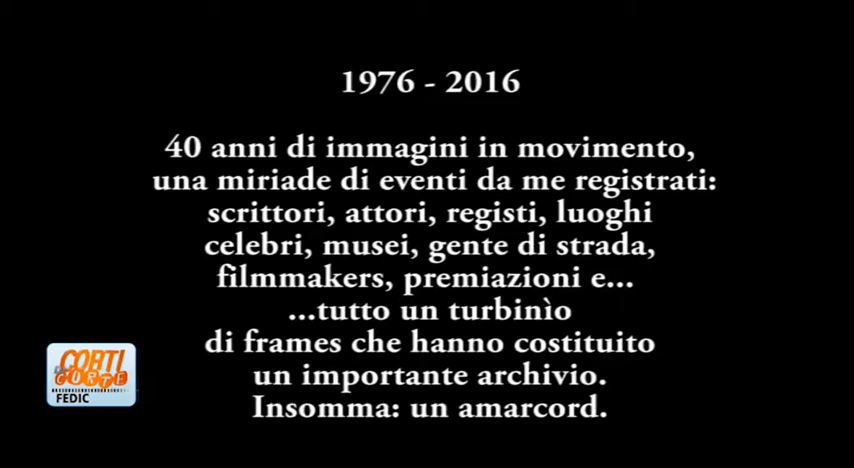 1976 - 2016
40 anni di immagini in movimento,
una miriade di eventi da me registrati:
scrittori, attori, registi, luoghi
celebri, musei, gente di strada,
filmmakers, premiazioni e...
...tutto un turbinìo
di frames che hanno costituito
un importante archivio.
Insomma: un amarcord.
CORTI
CORTE
FEDIC